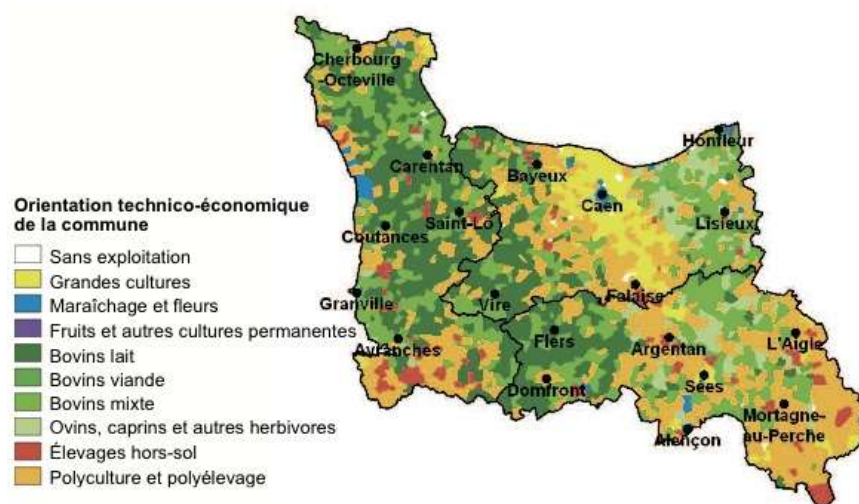 Cherbourg
-Octeville
Carentan
Bayeux
Honfleur
Caen
Lisieux
Saint-Lô
Coutances
Granville
Vire
Falaise
Avranches
Flers
Argentan
L'Aigle
Domfront
Sées
Mortagne-
au-Perche
Alençon
Orientation technico-économique
de la commune
Sans exploitation
Grandes cultures
Maraîchage et fleurs
Fruits et autres cultures permanentes
Bovins lait
Bovins viande
Bovins mixte
Ovins, caprins et autres herbivores
Élevages hors-sol
Polyculture et polyélevage